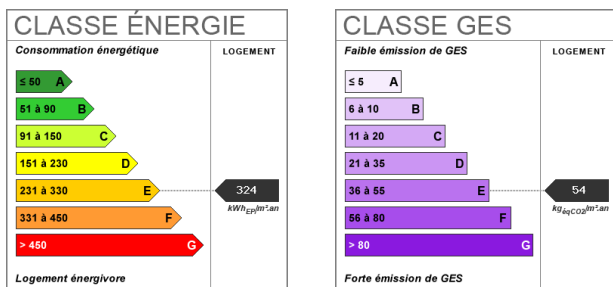 CLASSE ÉNERGIE
Consommation énergétique
LOGEMENT
≤ 50 A
51 à 90 B
91 à 150 C
151 à 230 D
231 à 330 E
324
kWhEP/m².an
331 à 450 F
> 450 G
Logement énergivore
CLASSE GES
Faible émission de GES
LOGEMENT
≤ 5 A
6 à 10 B
11 à 20 C
21 à 35 D
36 à 55 E
54
kgéqCO2/m².an
56 à 80 F
> 80 G
Forte émission de GES